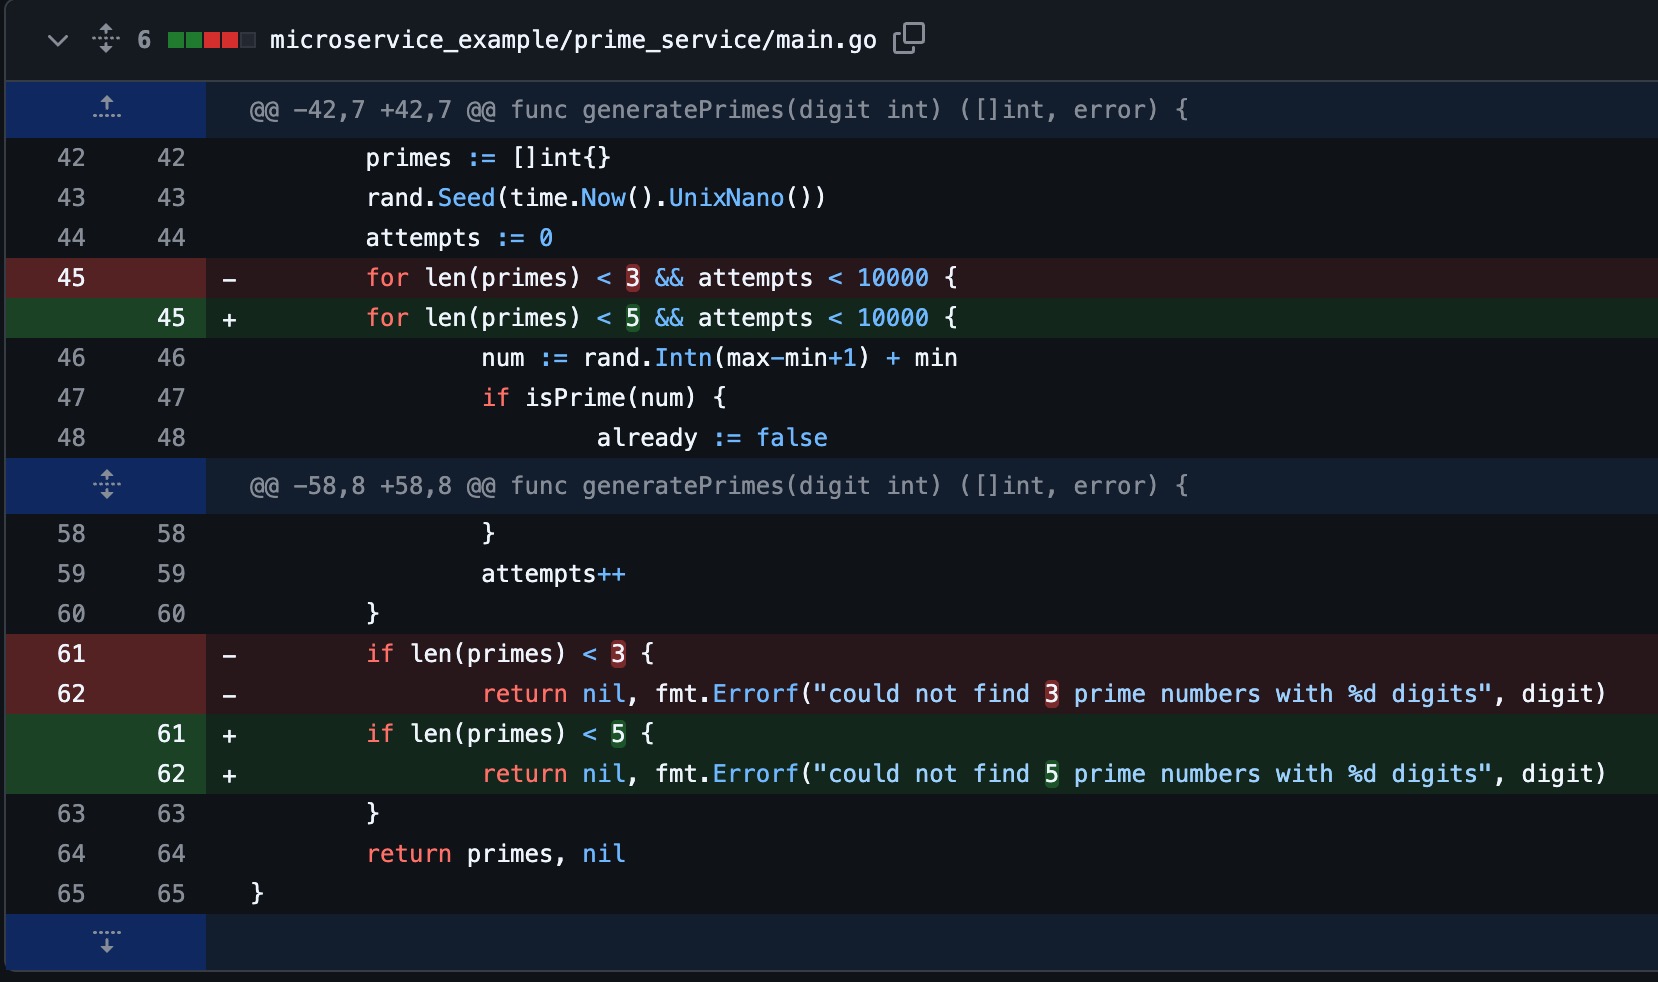 6 microservice_example/prime_service/main.go
@@ -42,7 +42,7 @@ func generatePrimes(digit int) ([]int, error) {
42 42 primes := []int{}
43 43 rand.Seed(time.Now().UnixNano())
44 44 attempts := 0
45 - for len(primes) < 3 && attempts < 10000 {
45 + for len(primes) < 5 && attempts < 10000 {
46 46 num := rand.Intn(max-min+1) + min
47 47 if isPrime(num) {
48 48 already := false
@@ -58,8 +58,8 @@ func generatePrimes(digit int) ([]int, error) {
58 58 }
59 59 attempts++
60 60 }
61 - if len(primes) < 3 {
62 - return nil, fmt.Errorf("could not find 3 prime numbers with %d digits", digit)
61 + if len(primes) < 5 {
62 + return nil, fmt.Errorf("could not find 5 prime numbers with %d digits", digit)
63 63 }
64 64 return primes, nil
65 65 }